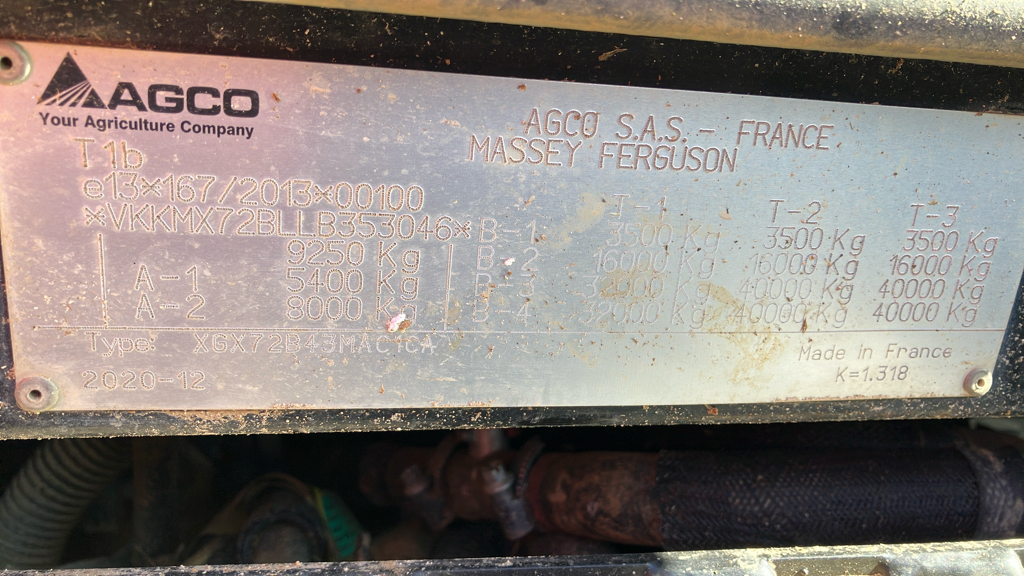 AGCO
Your Agriculture Company
AGCO S.A.S. - FRANCE
MASSEY FERGUSON
T1b
e13*167/2013*00100
*VKKMX72BLLB353046*
T-1 T-2 T-3
9250 Kg B-1 3500 Kg 3500 Kg 3500 Kg
A-1 5400 Kg B-2 16000 Kg 16000 Kg 16000 Kg
A-2 8000 Kg B-3 Kg 40000 Kg 40000 Kg
B-4 32000 Kg 40000 Kg 40000 Kg
Type: XGX72B43MAC1CA
2020-12
Made in France
K=1.318